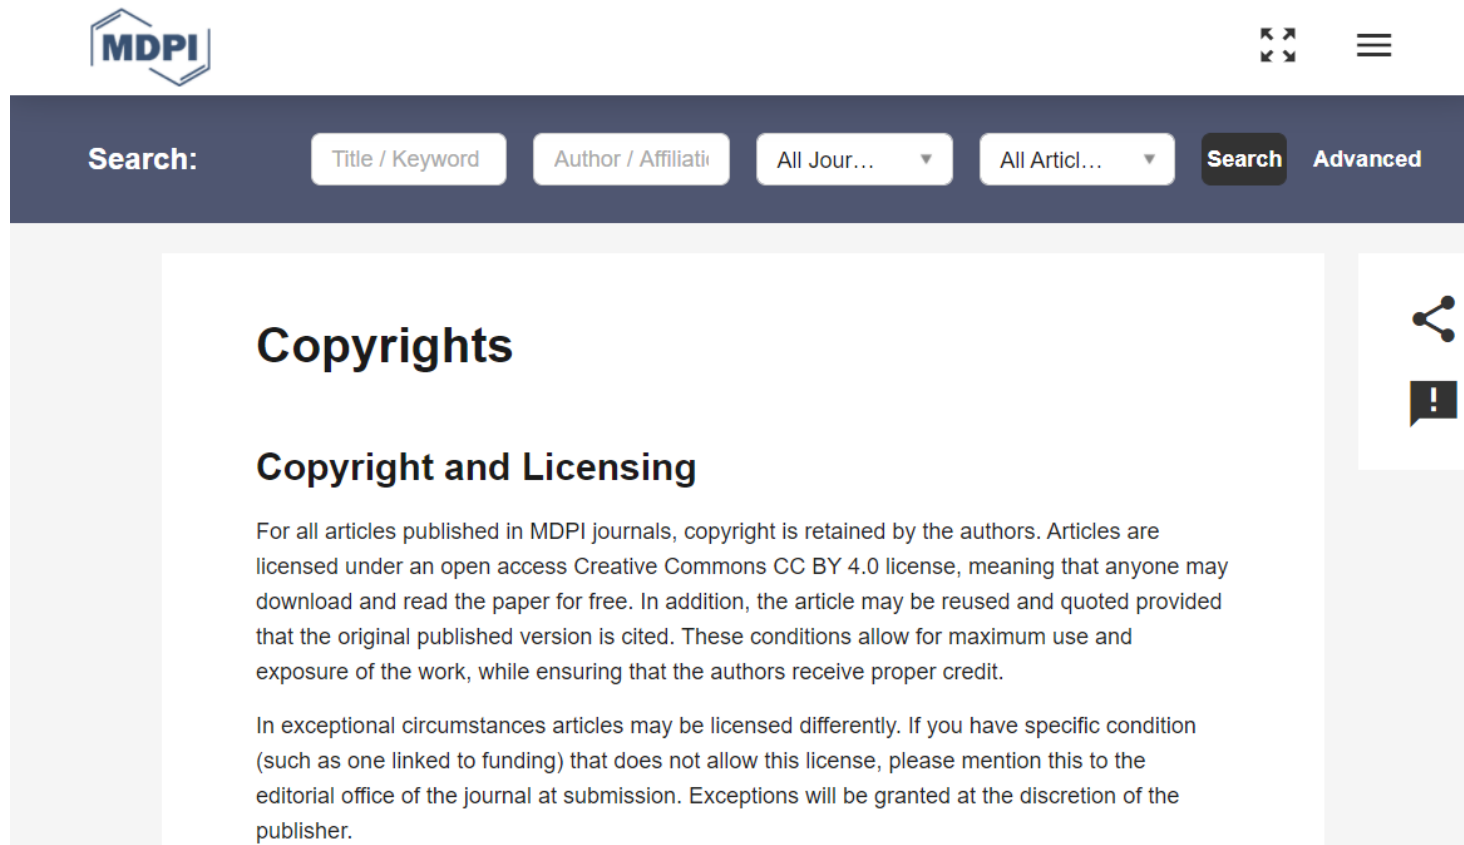 MDPI
Search:
Title / Keyword
Author / Affiliati
All Jour...
All Articl...
Search
Advanced
Copyrights
Copyright and Licensing
For all articles published in MDPI journals, copyright is retained by the authors. Articles are
licensed under an open access Creative Commons CC BY 4.0 license, meaning that anyone may
download and read the paper for free. In addition, the article may be reused and quoted provided
that the original published version is cited. These conditions allow for maximum use and
exposure of the work, while ensuring that the authors receive proper credit.
In exceptional circumstances articles may be licensed differently. If you have specific condition
(such as one linked to funding) that does not allow this license, please mention this to the
editorial office of the journal at submission. Exceptions will be granted at the discretion of the
publisher.